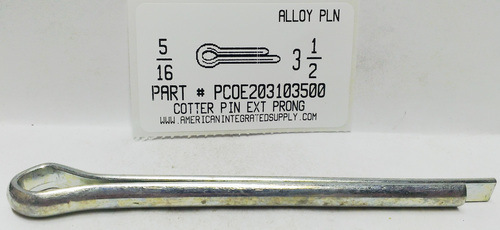 ALLOY PLN
5/16 3 1/2
PART # PCOE203103500
COTTER PIN EXT PRONG
WWW.AMERICANINTEGRATEDSUPPLY.COM